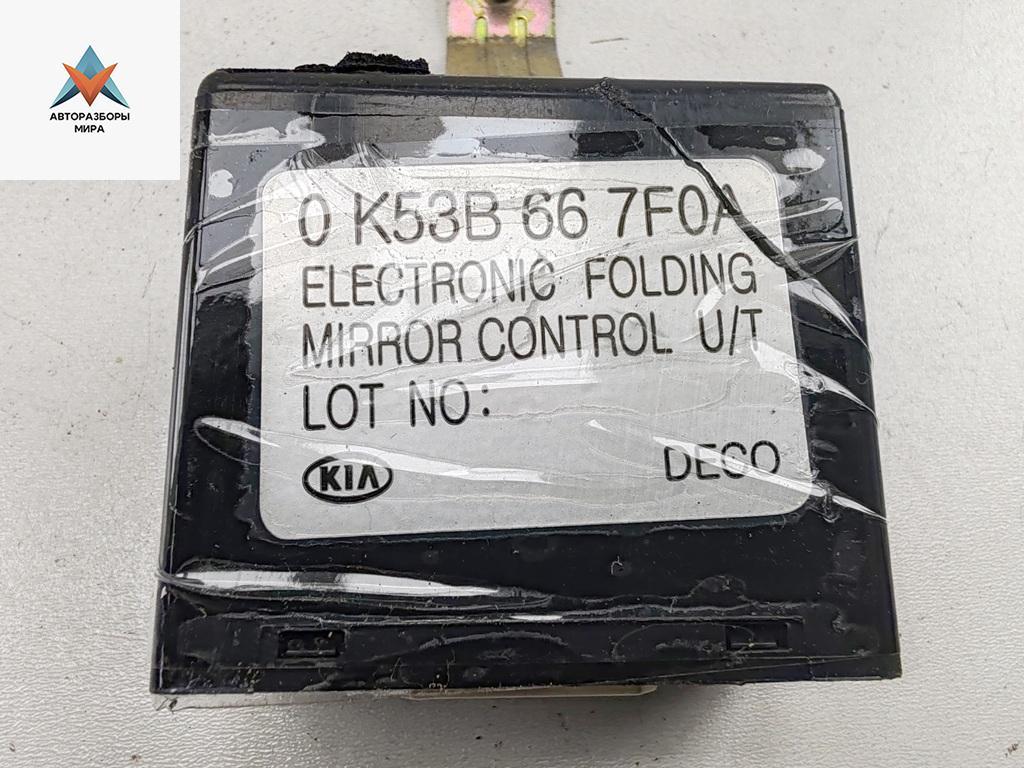 АВТОРАЗБОРЫ
МИРА
0 K53B 66 7F0A
ELECTRONIC FOLDING
MIRROR CONTROL U/T
LOT NO:
KIA
DECO